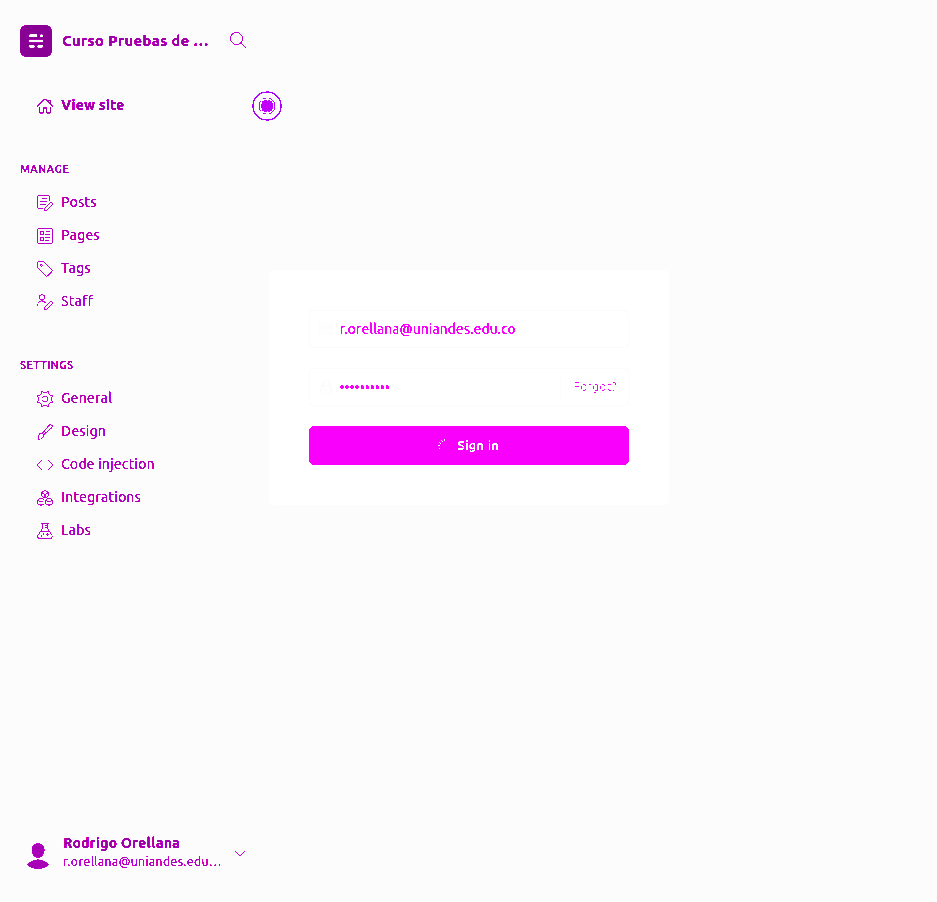 Curso Pruebas de ...
View site
MANAGE
Posts
Pages
Tags
Staff
SETTINGS
General
Design
Code injection
Integrations
Labs
r.orellana@uniandes.edu.co
••••••••••
Forgot?
Sign in
Rodrigo Orellana
r.orellana@uniandes.edu...